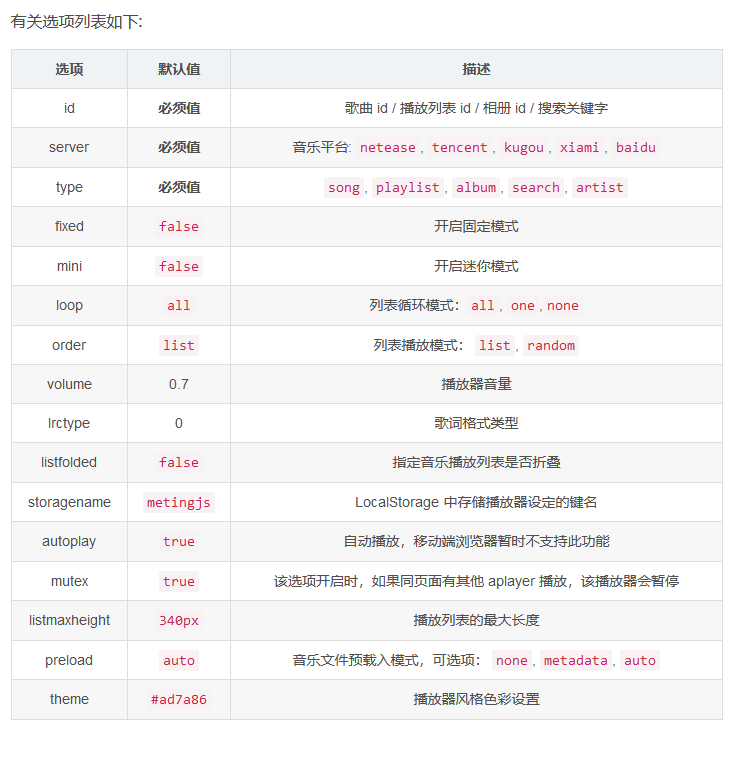 有关选项列表如下:
选项 默认值 描述
id 必须值 歌曲 id / 播放列表 id / 相册 id / 搜索关键字
server 必须值 音乐平台: netease, tencent, kugou, xiami, baidu
type 必须值 song, playlist, album, search, artist
fixed false 开启固定模式
mini false 开启迷你模式
loop all 列表循环模式: all, one ,none
order list 列表播放模式: list, random
volume 0.7 播放器音量
lrctype 0 歌词格式类型
listfolded false 指定音乐播放列表是否折叠
storagename metingjs LocalStorage 中存储播放器设定的键名
autoplay true 自动播放，移动端浏览器暂时不支持此功能
mutex true 该选项开启时，如果同页面有其他 aplayer 播放，该播放器会暂停
listmaxheight 340px 播放列表的最大长度
preload auto 音乐文件预载入模式，可选项: none, metadata, auto
theme #ad7a86 播放器风格色彩设置